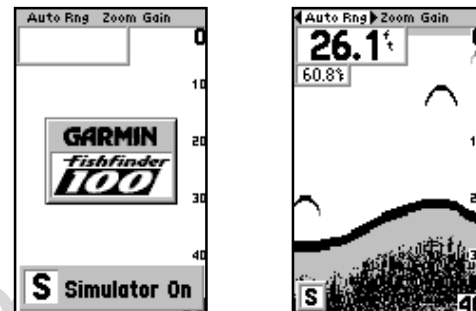 Auto Rng Zoom Gain
0
10
20
30
40
GARMIN
fishfinder
100
S Simulator On
Auto Rng Zoom Gain
26.1 ft
60.8%
S
40